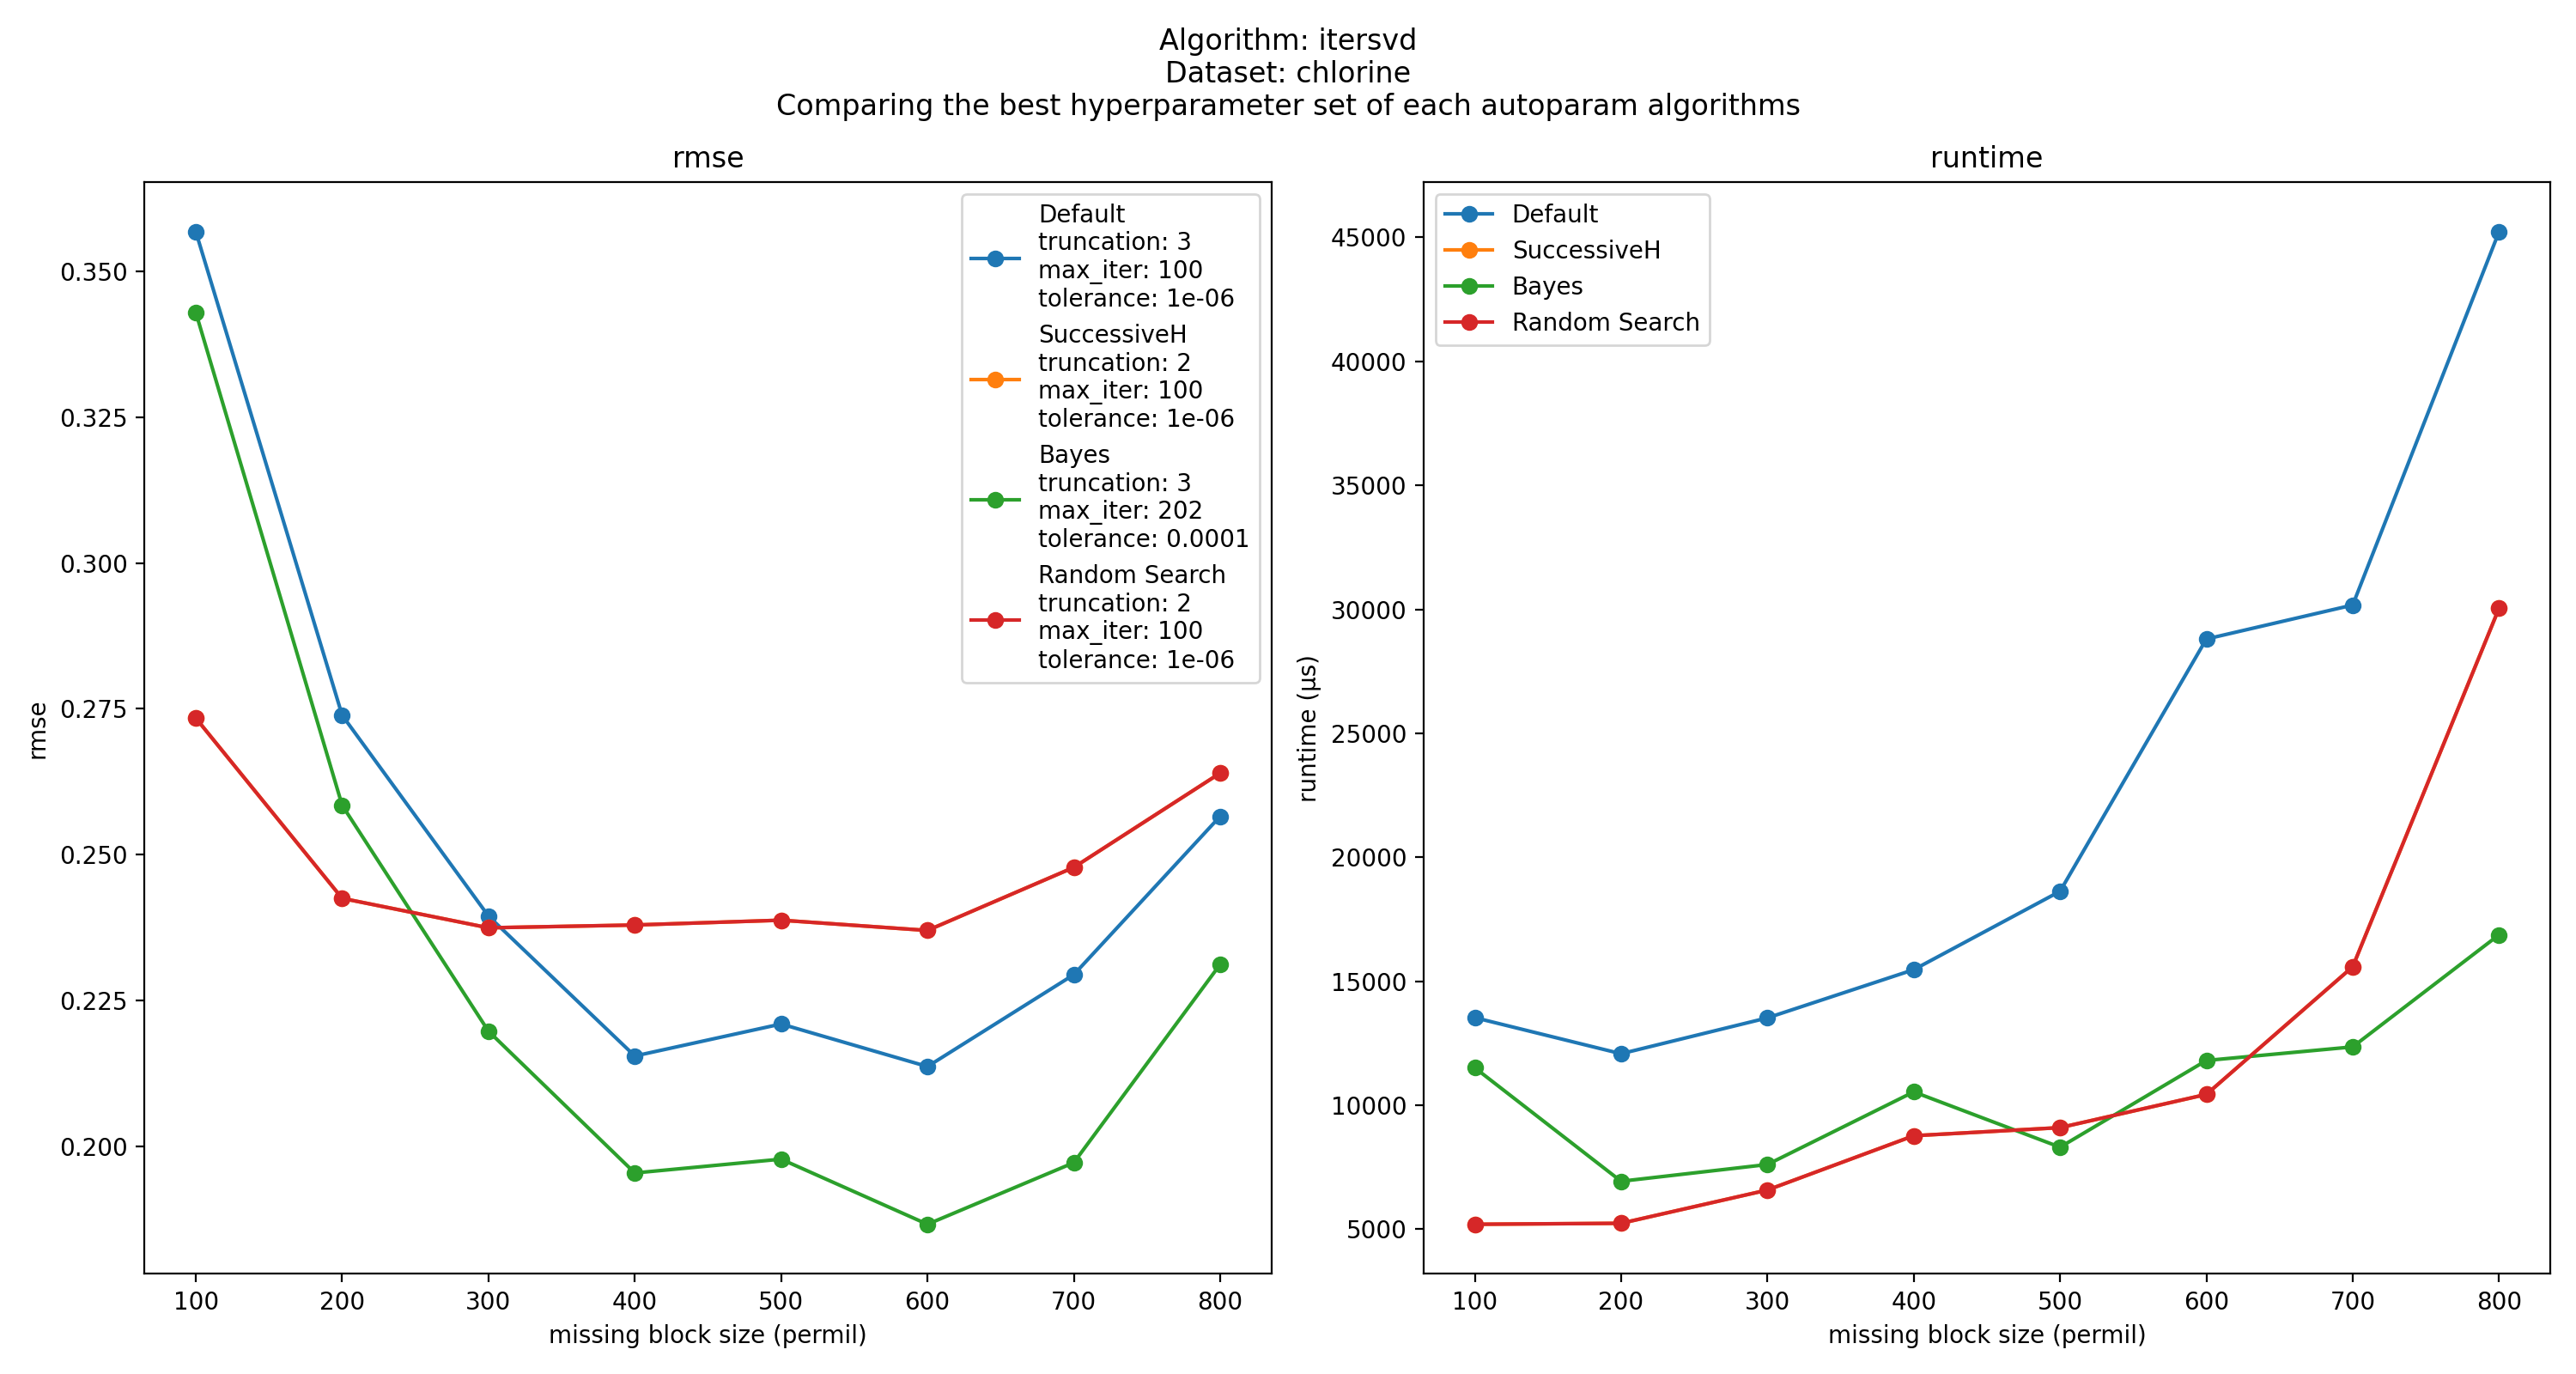 Algorithm: itersvd
Dataset: chlorine
Comparing the best hyperparameter set of each autoparam algorithms
rmse
0.350
0.325
0.300
0.275
0.250
0.225
0.200
rmse
100 200 300 400 500 600 700 800
missing block size (permil)
Default
truncation: 3
max_iter: 100
tolerance: 1e-06
SuccessiveH
truncation: 2
max_iter: 100
tolerance: 1e-06
Bayes
truncation: 3
max_iter: 202
tolerance: 0.0001
Random Search
truncation: 2
max_iter: 100
tolerance: 1e-06
runtime
45000
40000
35000
30000
25000
20000
15000
10000
5000
runtime (µs)
100 200 300 400 500 600 700 800
missing block size (permil)
Default
SuccessiveH
Bayes
Random Search